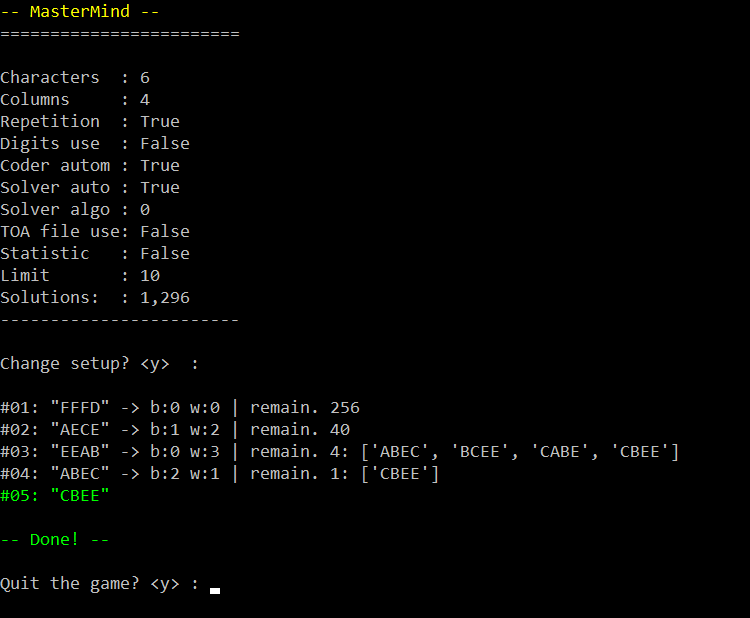 -- MasterMind --
========================
Characters  : 6
Columns     : 4
Repetition  : True
Digits use  : False
Coder autom : True
Solver auto : True
Solver algo : 0
TOA file use: False
Statistic   : False
Limit       : 10
Solutions:  : 1,296
------------------------
Change setup? <y>  :
#01: "FFFD" -> b:0 w:0 | remain. 256
#02: "AECE" -> b:1 w:2 | remain. 40
#03: "EEAB" -> b:0 w:3 | remain. 4: ['ABEC', 'BCEE', 'CABE', 'CBEE']
#04: "ABEC" -> b:2 w:1 | remain. 1: ['CBEE']
#05: "CBEE"
-- Done! --
Quit the game? <y> :